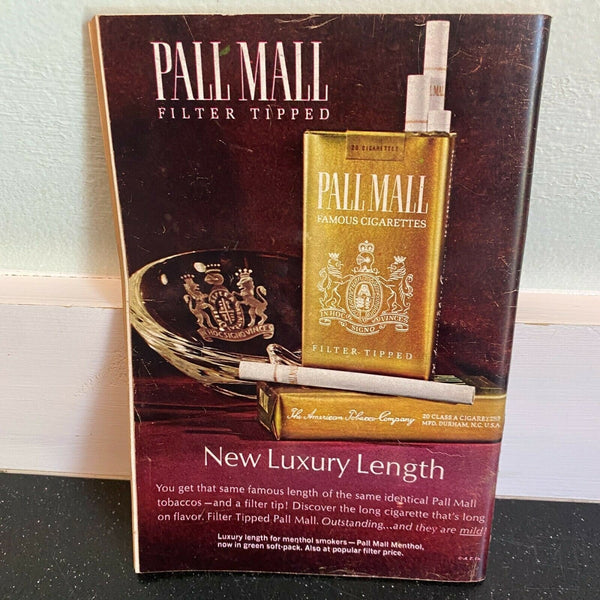 PALL MALL
FILTER TIPPED
20 CIGARETTES
PALL MALL
FAMOUS CIGARETTES
IN HOC SIGNO VINCES
FILTER-TIPPED
The American Tobacco Company
20 CLASS A CIGARETTES
MFD. DURHAM, N.C. U.S.A.
New Luxury Length
You get that same famous length of the same identical Pall Mall
tobaccos—and a filter tip! Discover the long cigarette that's long
on flavor. Filter Tipped Pall Mall. Outstanding...and they are mild!
Luxury length for menthol smokers—Pall Mall Menthol,
now in green soft-pack. Also at popular filter price.